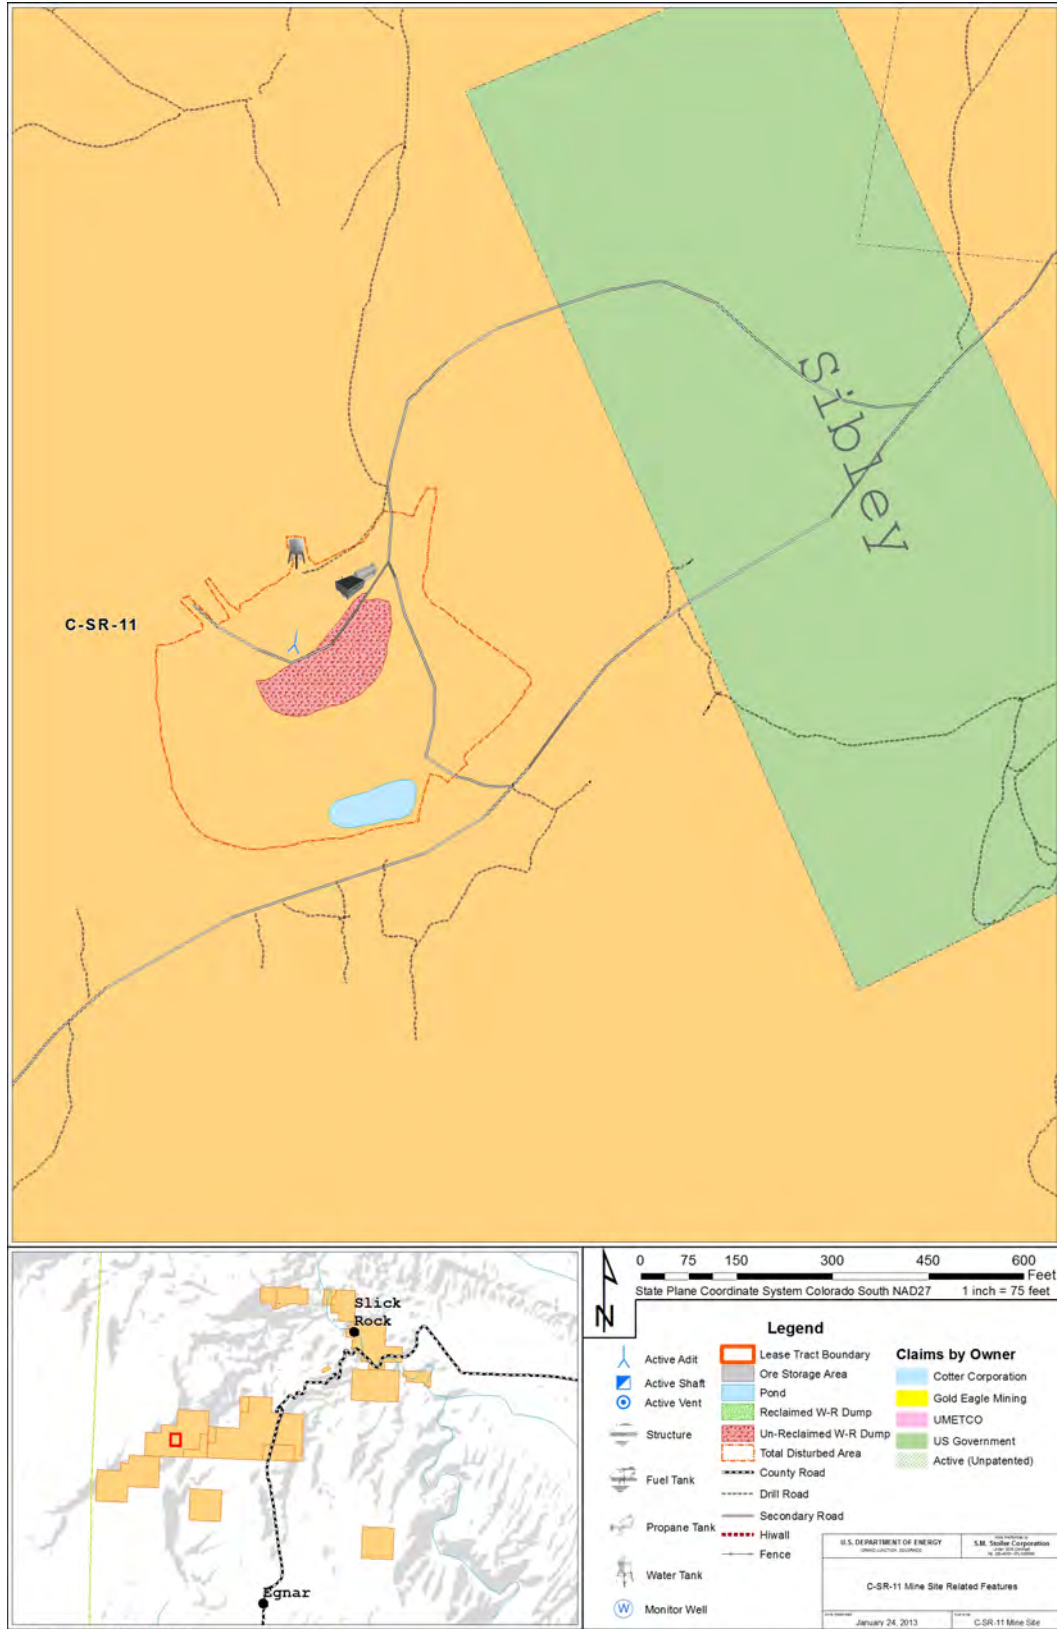 Sibley
C-SR-11
Slick
Rock
Egnar
N
0 75 150 300 450 600
Feet
State Plane Coordinate System Colorado South NAD27 1 inch = 75 feet
Legend
Active Adit
Active Shaft
Active Vent
Structure
Fuel Tank
Propane Tank
Water Tank
W Monitor Well
Lease Tract Boundary
Ore Storage Area
Pond
Reclaimed W-R Dump
Un-Reclaimed W-R Dump
Total Disturbed Area
County Road
Drill Road
Secondary Road
Hiwall
Fence
Claims by Owner
Cotter Corporation
Gold Eagle Mining
UMETCO
US Government
Active (Unpatented)
U.S. DEPARTMENT OF ENERGY
GRAND JUNCTION, COLORADO
S.M. Stoller Corporation
C-SR-11 Mine Site Related Features
January 24, 2013
C-SR-11 Mine Site